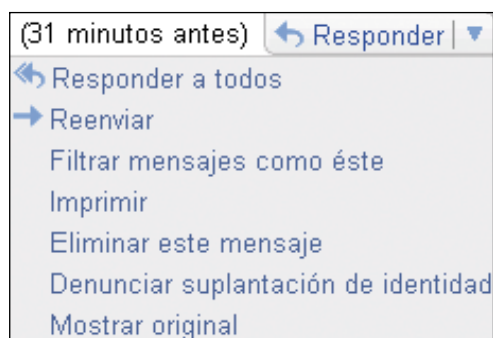 (31 minutos antes) Responder
Responder a todos
Reenviar
Filtrar mensajes como éste
Imprimir
Eliminar este mensaje
Denunciar suplantación de identidad
Mostrar original